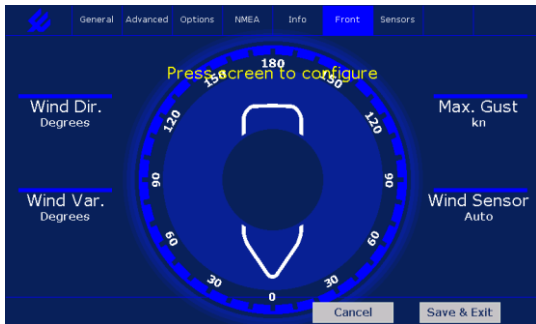 General Advanced Options NMEA Info Front Sensors
Press screen to configure
180
150 150
Wind Dir.
Degrees
Max. Gust
kn
120 120
90 90
Wind Var.
Degrees
Wind Sensor
Auto
60 60
30 30
0
Cancel Save & Exit